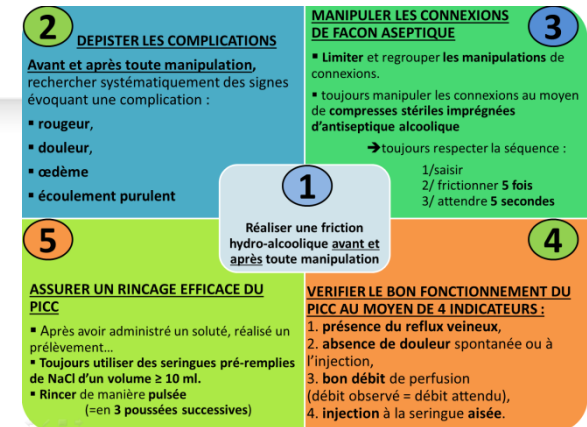 1
Réaliser une friction
hydro-alcoolique avant et
après toute manipulation
2
DEPISTER LES COMPLICATIONS
Avant et après toute manipulation,
rechercher systématiquement des signes
évoquant une complication :
▪ rougeur,
▪ douleur,
▪ œdème
▪ écoulement purulent
3
MANIPULER LES CONNEXIONS
DE FACON ASEPTIQUE
▪ Limiter et regrouper les manipulations de
connexions.
▪ toujours manipuler les connexions au moyen
de compresses stériles imprégnées
d'antiseptique alcoolique
➔toujours respecter la séquence :
1/saisir
2/ frictionner 5 fois
3/ attendre 5 secondes
4
VERIFIER LE BON FONCTIONNEMENT DU
PICC AU MOYEN DE 4 INDICATEURS :
1. présence du reflux veineux,
2. absence de douleur spontanée ou à
l'injection,
3. bon débit de perfusion
(débit observé = débit attendu),
4. injection à la seringue aisée.
5
ASSURER UN RINCAGE EFFICACE DU
PICC
▪ Après avoir administré un soluté, réalisé un
prélèvement...
▪ Toujours utiliser des seringues pré-remplies
de NaCl d'un volume ≥ 10 ml.
▪ Rincer de manière pulsée
(=en 3 poussées successives)